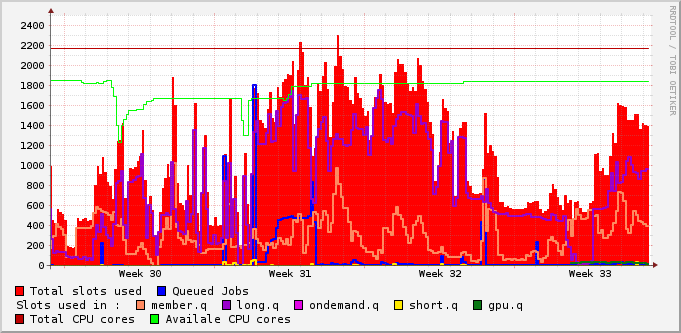 2400
2200
2000
1800
1600
1400
1200
1000
800
600
400
200
0
Week 30 Week 31 Week 32 Week 33
Total slots used Queued Jobs
Slots used in : member.q long.q ondemand.q short.q gpu.q
Total CPU cores Availale CPU cores
RRDTOOL / TOBI OETIKER